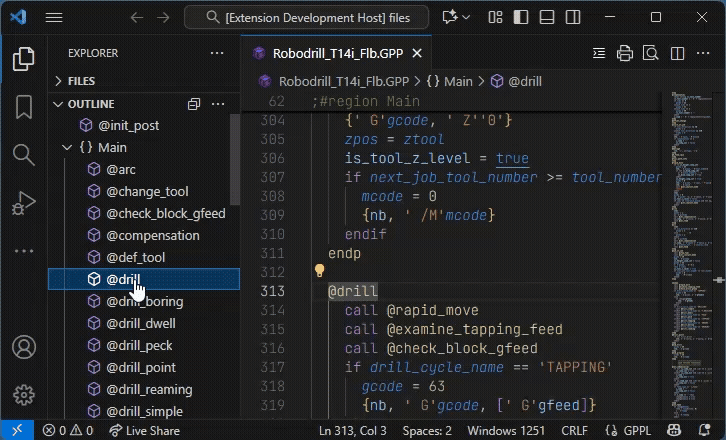 [Extension Development Host] files
EXPLORER
FILES
OUTLINE
@init_post
{} Main
@arc
@change_tool
@check_block_gfeed
@compensation
@def_tool
@drill
@drill_boring
@drill_dwell
@drill_peck
@drill_point
@drill_reaming
@drill_simple
Robodrill_T14i_Flb.GPP
Robodrill_T14i_Flb.GPP > {} Main > @drill
62 ;#region Main
304 {' G'gcode, ' Z''0'}
305 zpos = ztool
306 is_tool_z_level = true
307 if next_job_tool_number >= tool_number
308 mcode = 0
309 {nb, ' /M'mcode}
310 endif
311 endp
312
313 @drill
314 call @rapid_move
315 call @examine_tapping_feed
316 call @check_block_gfeed
317 if drill_cycle_name == 'TAPPING'
318 gcode = 63
319 {nb, ' G'gcode, [' G'gfeed]}
0 0 Live Share Ln 313, Col 3 Spaces: 2 Windows 1251 CRLF {} GPPL